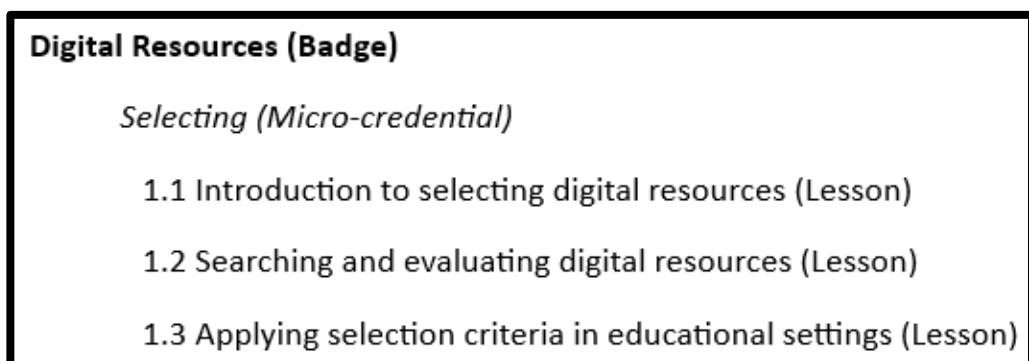 Digital Resources (Badge)
Selecting (Micro-credential)
1.1 Introduction to selecting digital resources (Lesson)
1.2 Searching and evaluating digital resources (Lesson)
1.3 Applying selection criteria in educational settings (Lesson)